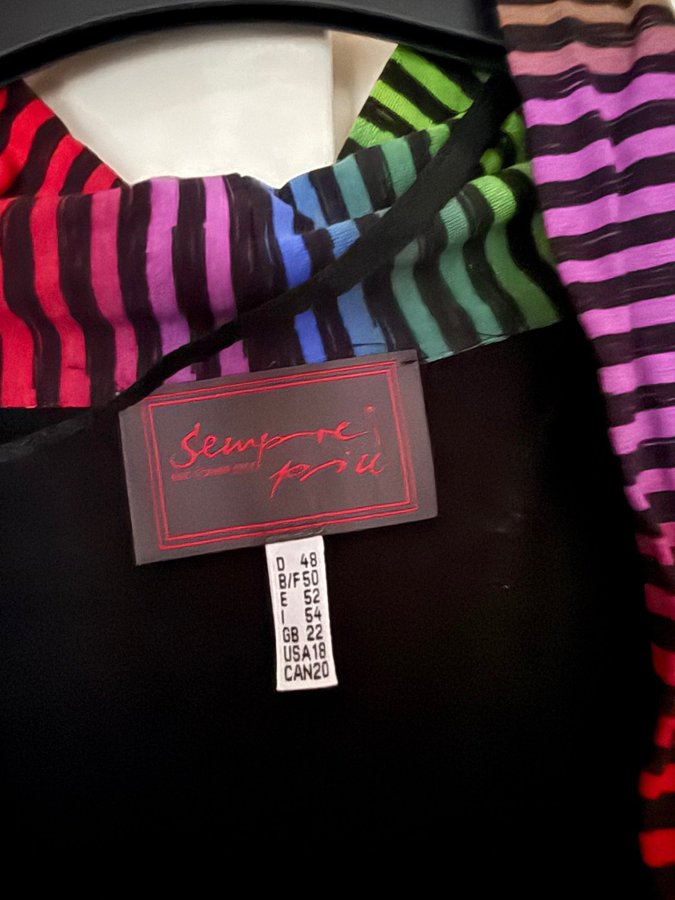 Sempre
più
D 48
B/F 50
E 52
I 54
GB 22
USA 18
CAN 20